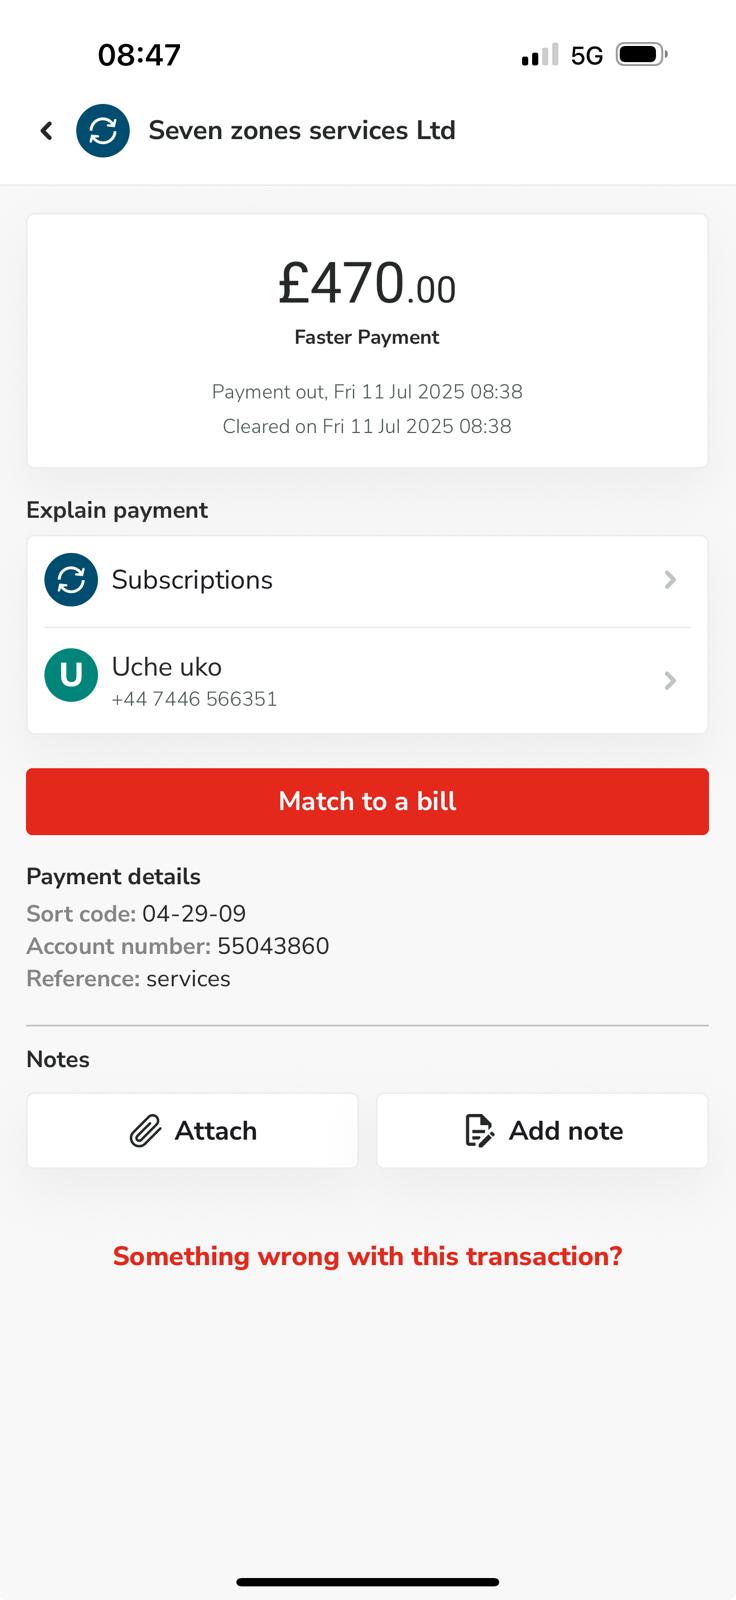 08:47 5G
Seven zones services Ltd
£470.00
Faster Payment
Payment out, Fri 11 Jul 2025 08:38
Cleared on Fri 11 Jul 2025 08:38
Explain payment
Subscriptions
U Uche uko
+44 7446 566351
Match to a bill
Payment details
Sort code: 04-29-09
Account number: 55043860
Reference: services
Notes
Attach Add note
Something wrong with this transaction?